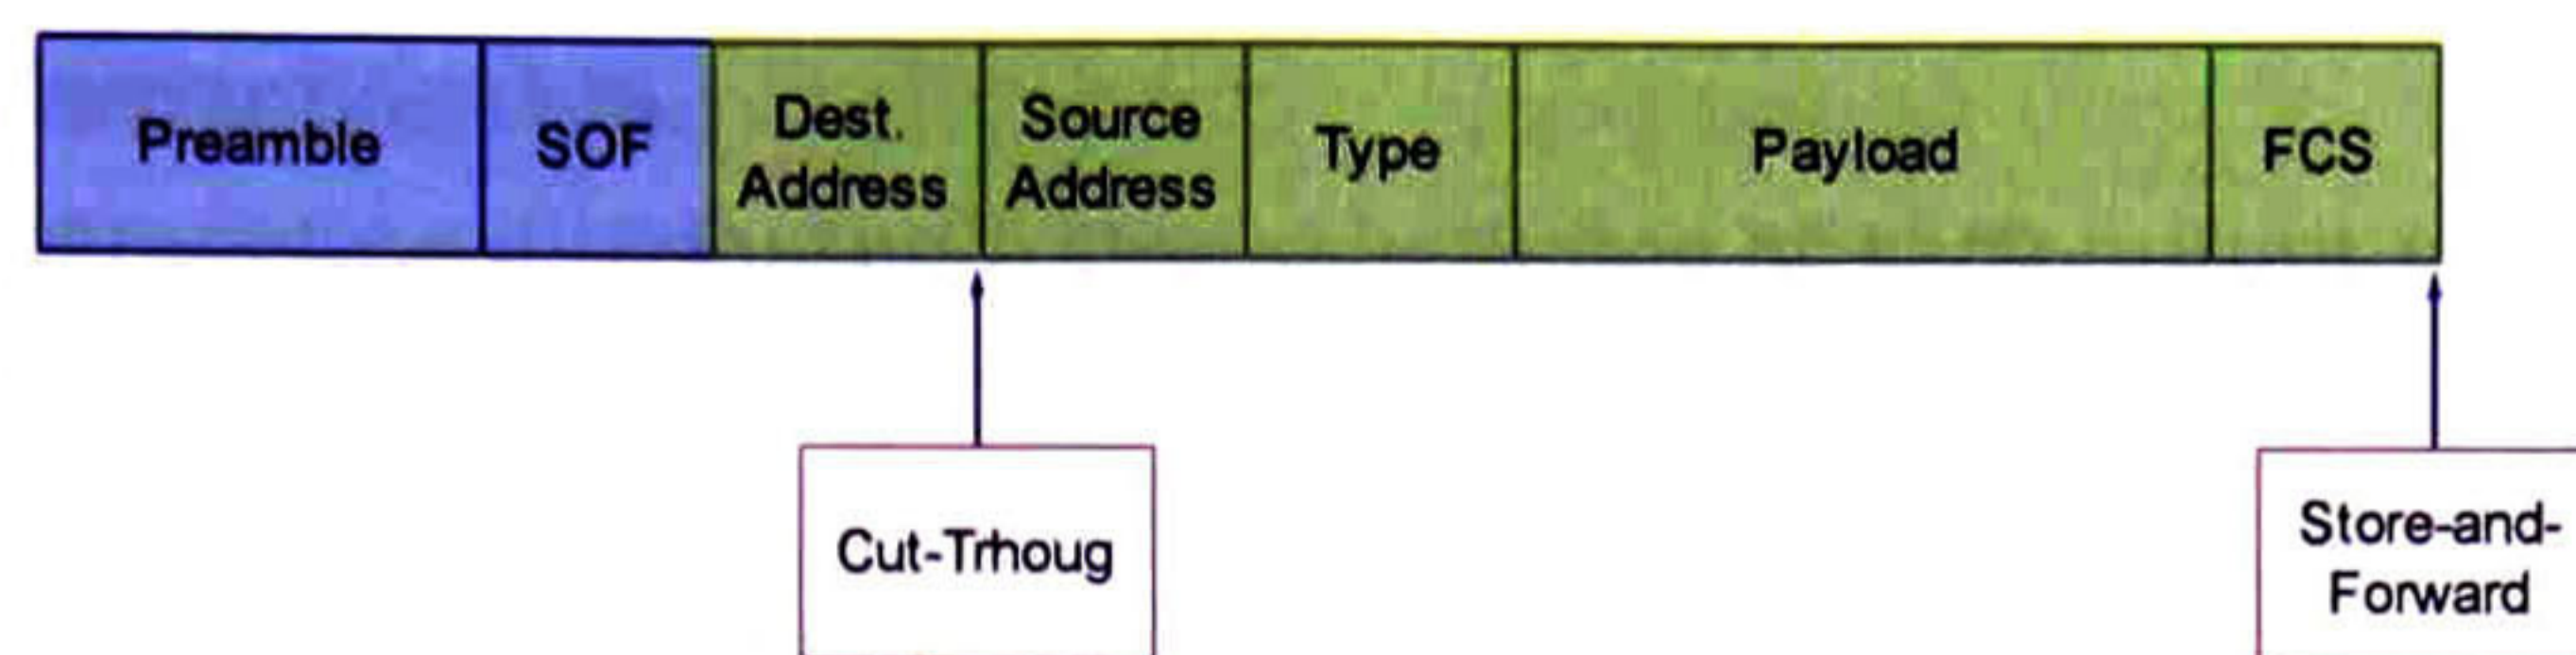 Preamble
SOF
Dest.
Address
Source
Address
Type
Payload
FCS
Cut-Trhoug
Store-and-
Forward